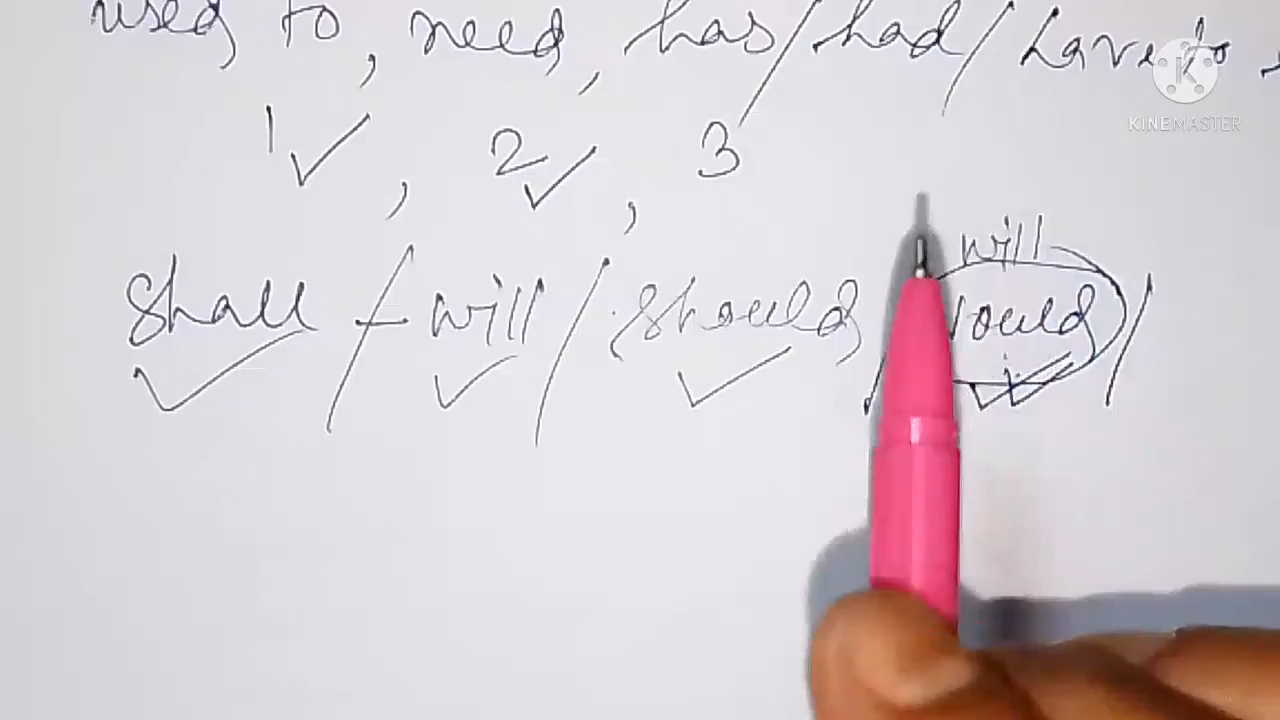 used to, need, has/had/have to
KINEMASTER
1, 2, 3
will
Shall / will / Should / would /